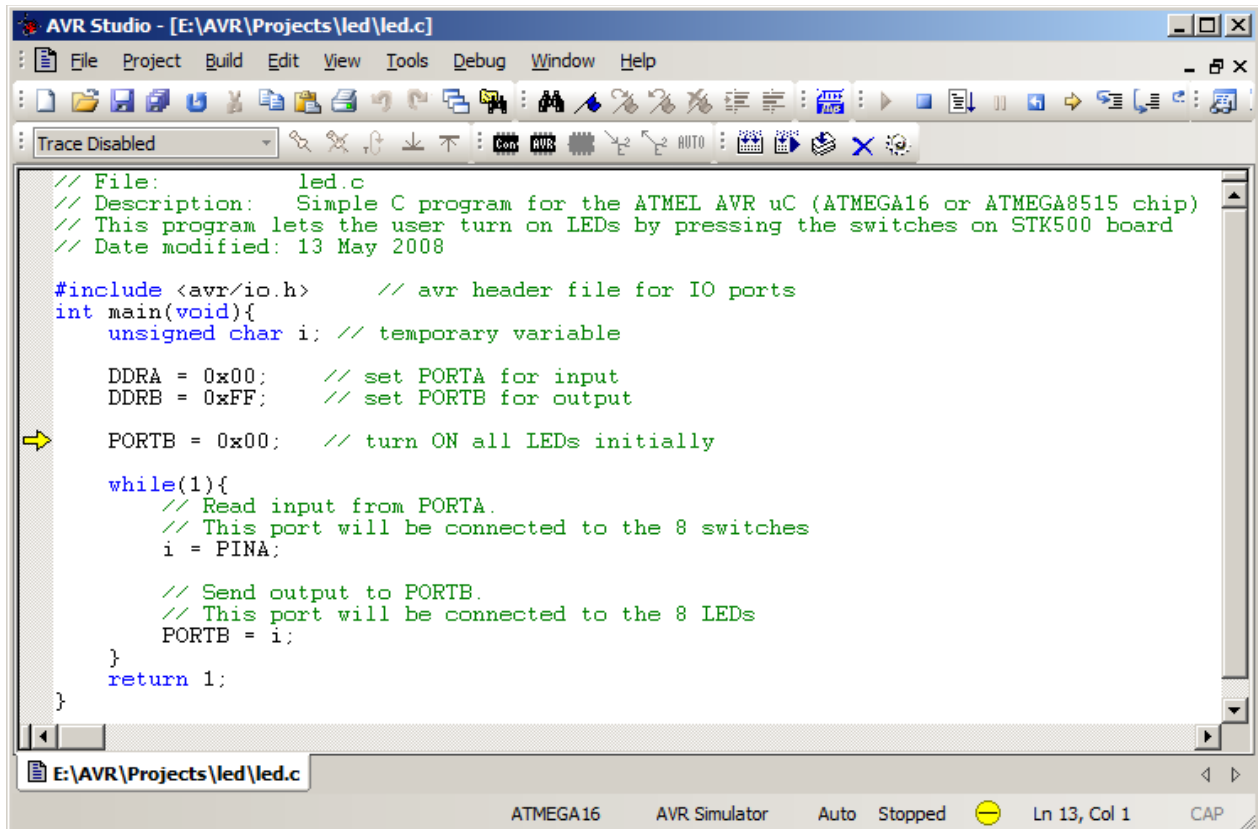 AVR Studio - [E:\AVR\Projects\led\led.c]
File Project Build Edit View Tools Debug Window Help
Trace Disabled Con AVR AUTO
// File: led.c
// Description: Simple C program for the ATMEL AVR uC (ATMEGA16 or ATMEGA8515 chip)
// This program lets the user turn on LEDs by pressing the switches on STK500 board
// Date modified: 13 May 2008
#include <avr/io.h> // avr header file for IO ports
int main(void){
unsigned char i; // temporary variable
DDRA = 0x00; // set PORTA for input
DDRB = 0xFF; // set PORTB for output
PORTB = 0x00; // turn ON all LEDs initially
while(1){
// Read input from PORTA.
// This port will be connected to the 8 switches
i = PINA;
// Send output to PORTB.
// This port will be connected to the 8 LEDs
PORTB = i;
}
return 1;
}
E:\AVR\Projects\led\led.c
ATMEGA16 AVR Simulator Auto Stopped Ln 13, Col 1 CAP